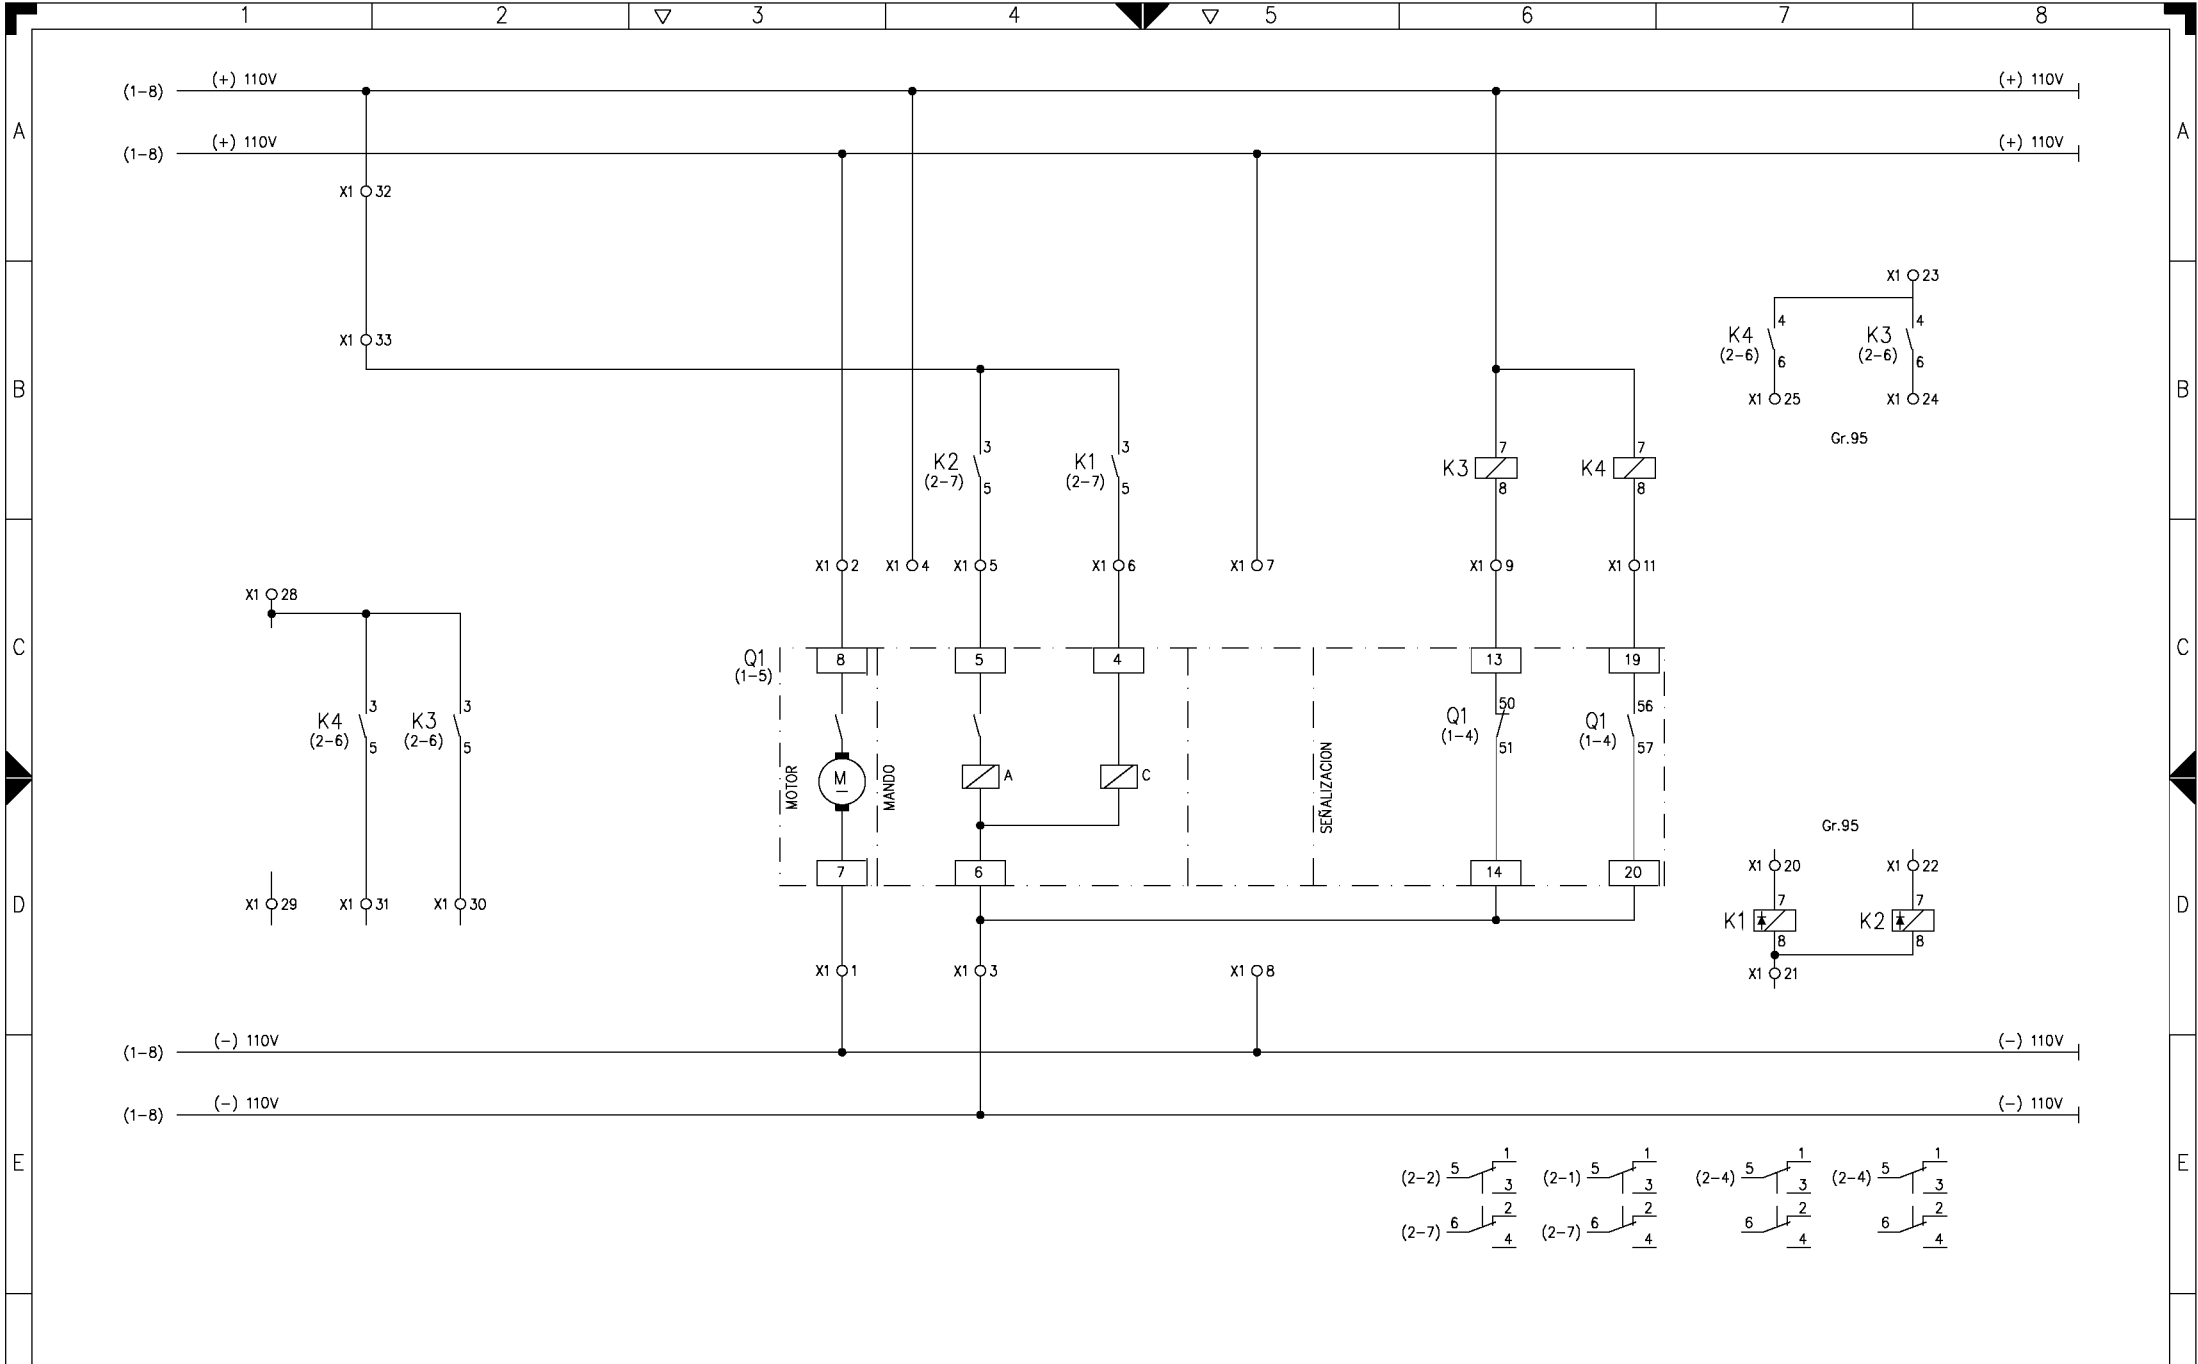 1 2 3 4 5 6 7 8
(1-8) (+) 110V (+) 110V
A A
(1-8) (+) 110V (+) 110V
X1 32
X1 23
X1 33
K4 (2-6) 4 6
K3 (2-6) 4 6
B B
X1 25 X1 24
Gr.95
K2 (2-7) 3 5
K1 (2-7) 3 5
K3 7 8
K4 7 8
X1 2 X1 4 X1 5 X1 6 X1 7 X1 9 X1 11
X1 28
C C
Q1 (1-5)
8 5 4 13 19
K4 (2-6) 3 5
K3 (2-6) 3 5
Q1 (1-4) 50 51
Q1 (1-4) 56 57
MOTOR M MANDO A C SEÑALIZACION
Gr.95
7 6 14 20
X1 20 X1 22
D D
X1 29 X1 31 X1 30
K1 7 8
K2 7 8
X1 1 X1 3 X1 8 X1 21
(1-8) (-) 110V (-) 110V
(1-8) (-) 110V (-) 110V
E E
(2-2) 5 1 3
(2-1) 5 1 3
(2-4) 5 1 3
(2-4) 5 1 3
(2-7) 6 2 4
(2-7) 6 2 4
6 2 4
6 2 4